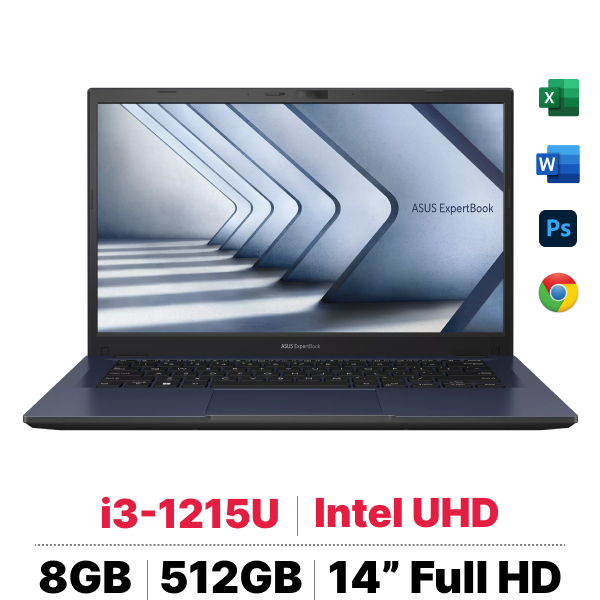 ASUS ExpertBook
ASUS ExpertBook
X
W
Ps
i3-1215U | Intel UHD
8GB | 512GB | 14” Full HD